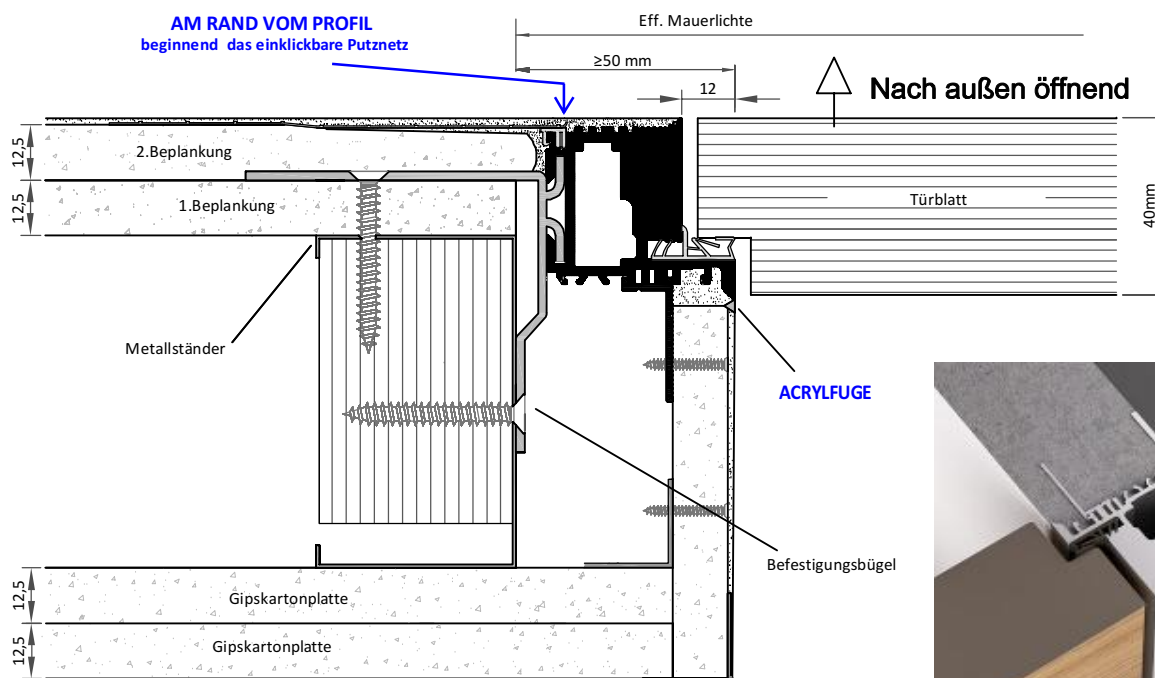 AM RAND VOM PROFIL
beginnend das einklickbare Putznetz
Eff. Mauerlichte
≥50 mm
12
Nach außen öffnend
12,5
2.Beplankung
12,5
1.Beplankung
Türblatt
40mm
Metallständer
ACRYLFUGE
Befestigungsbügel
12,5
Gipskartonplatte
12,5
Gipskartonplatte